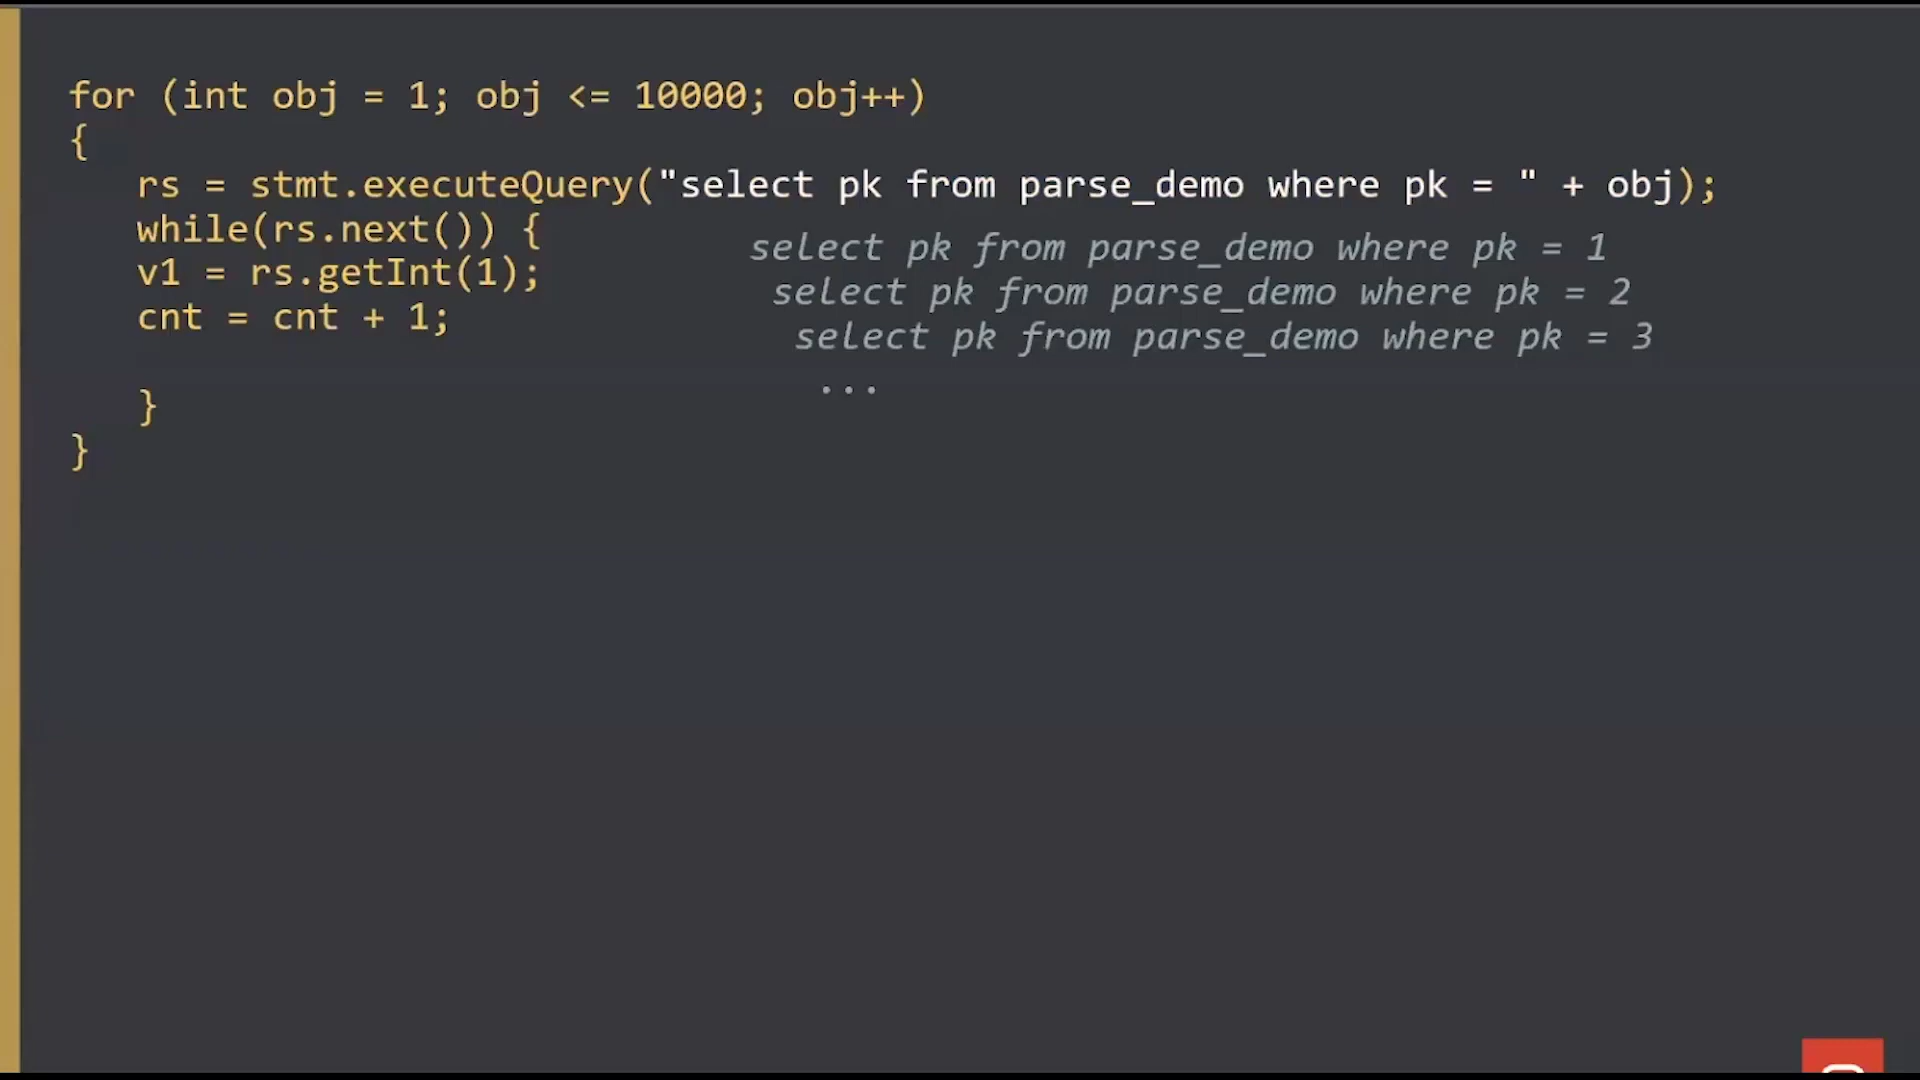 for (int obj = 1; obj <= 10000; obj++)
{
rs = stmt.executeQuery("select pk from parse_demo where pk = " + obj);
while(rs.next()) {
select pk from parse_demo where pk = 1
v1 = rs.getInt(1);
select pk from parse_demo where pk = 2
cnt = cnt + 1;
select pk from parse_demo where pk = 3
...
}
}